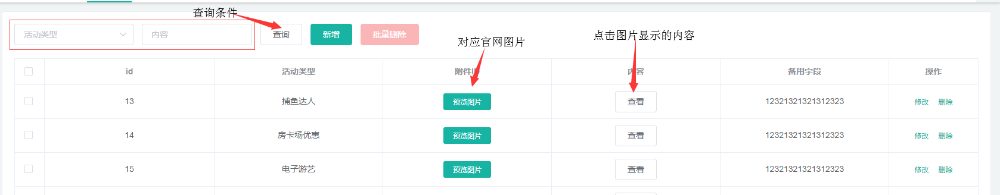 查询条件
活动类型 内容 查询 新增 批量删除
对应官网图片
点击图片显示的内容
id 活动类型 附件ID 内容 备用字段 操作
13 捕鱼达人 预览图片 查看 12321321321312323 修改 删除
14 房卡场优惠 预览图片 查看 12321321321312323 修改 删除
15 电子游艺 预览图片 查看 12321321321312323 修改 删除